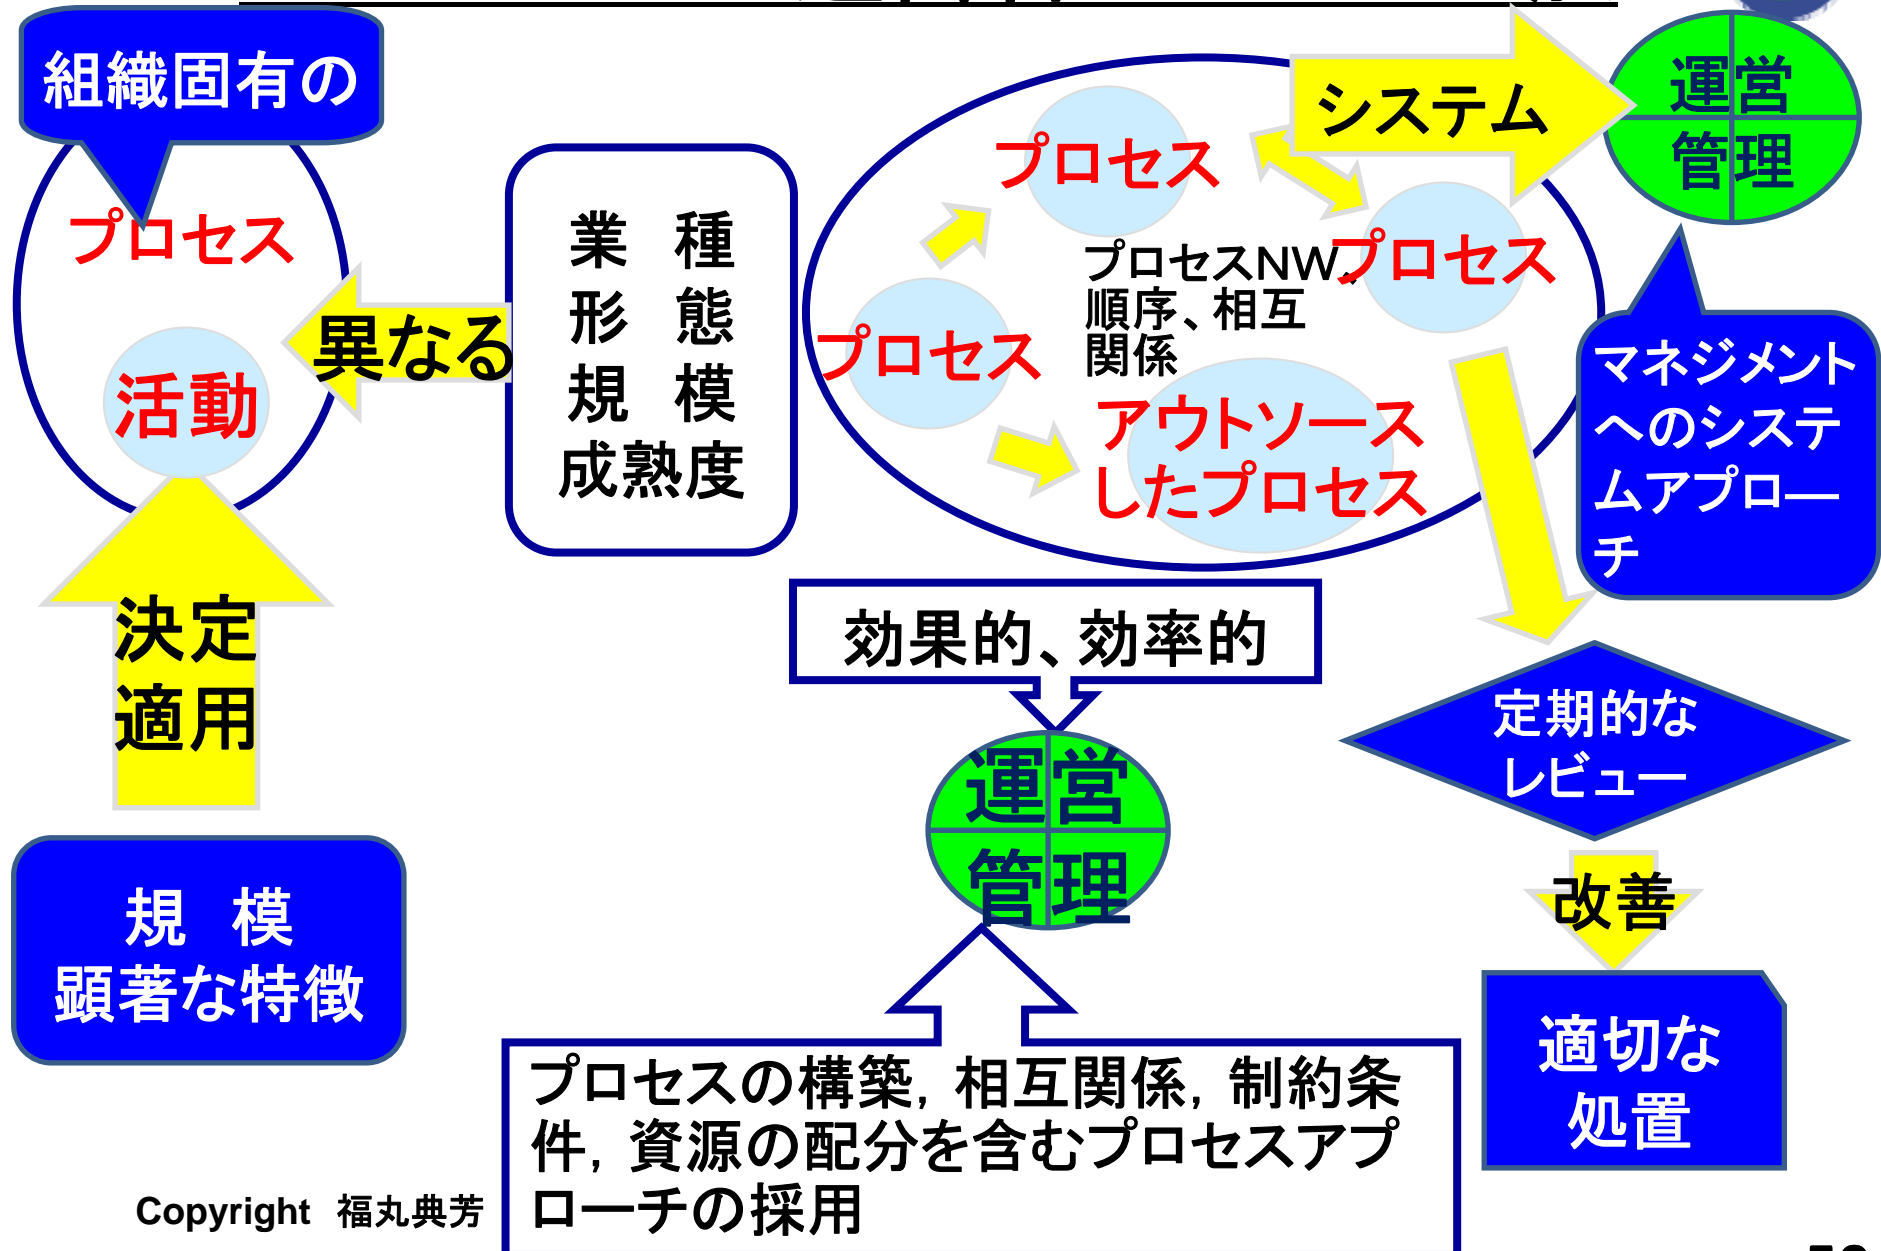 組織固有の
プロセス
活動
異なる
決定
適用
規　模
顕著な特徴
業　種
形　態
規　模
成熟度
システム
運営
管理
プロセス
プロセス
プロセス
プロセスNW、
順序、相互
関係
アウトソース
したプロセス
マネジメント
へのシステ
ムアプロー
チ
効果的、効率的
運営
管理
定期的な
レビュー
改善
適切な
処置
プロセスの構築，相互関係，制約条
件，資源の配分を含むプロセスアプ
ローチの採用
Copyright　福丸典芳